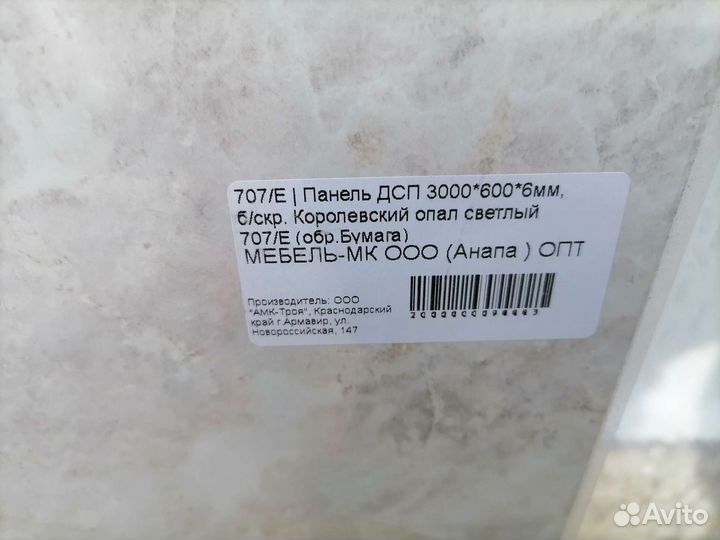 707/Е | Панель ДСП 3000*600*6мм,
б/скр. Королевский опал светлый
707/Е (обр.Бумага)
МЕБЕЛЬ-МК ООО (Анапа ) ОПТ
Производитель: ООО
"АМК-Троя", Краснодарский
край г.Армавир, ул.
Новороссийская, 147
Avito